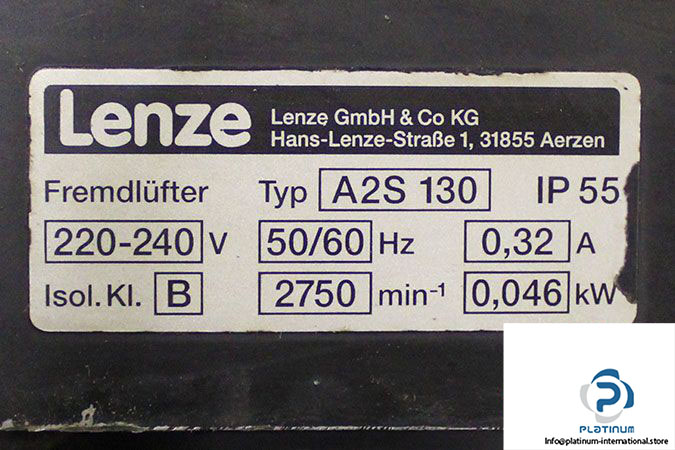 Lenze
Lenze GmbH & Co KG
Hans-Lenze-Straße 1, 31855 Aerzen
Fremdlüfter Typ A2S 130 IP 55
220-240 V 50/60 Hz 0,32 A
Isol. Kl. B 2750 min⁻¹ 0,046 kW
PLATINUM
Info@platinum-international.store